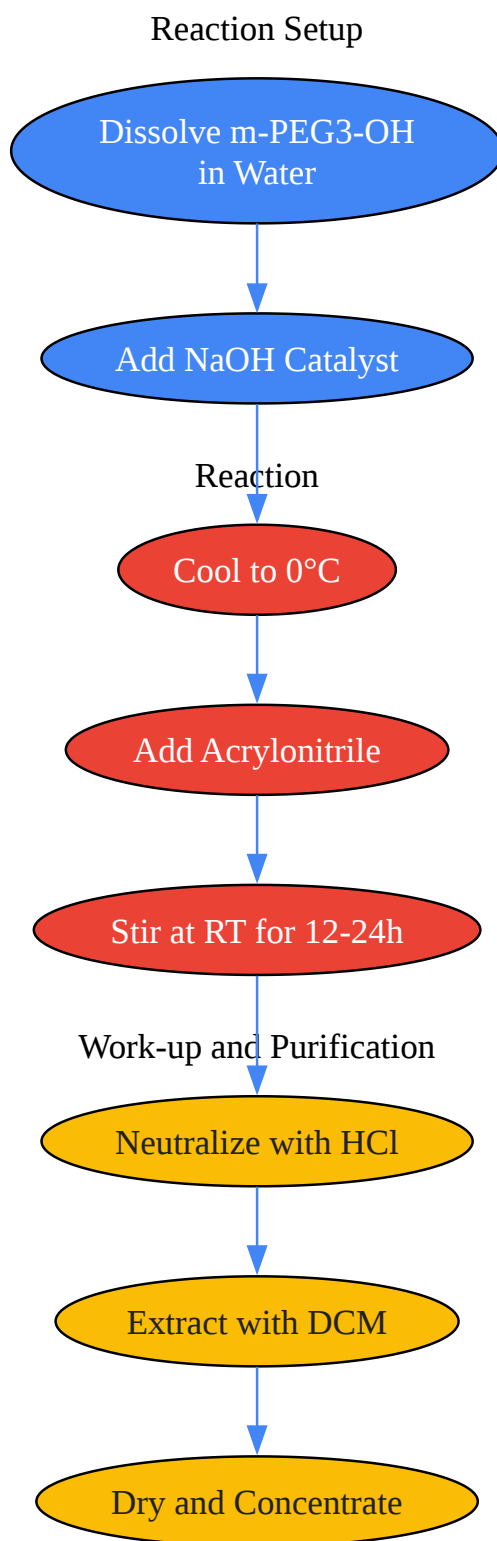 Reaction Setup
Dissolve m-PEG3-OH
in Water
Add NaOH Catalyst
Reaction
Cool to 0°C
Add Acrylonitrile
Stir at RT for 12-24h
Work-up and Purification
Neutralize with HCl
Extract with DCM
Dry and Concentrate